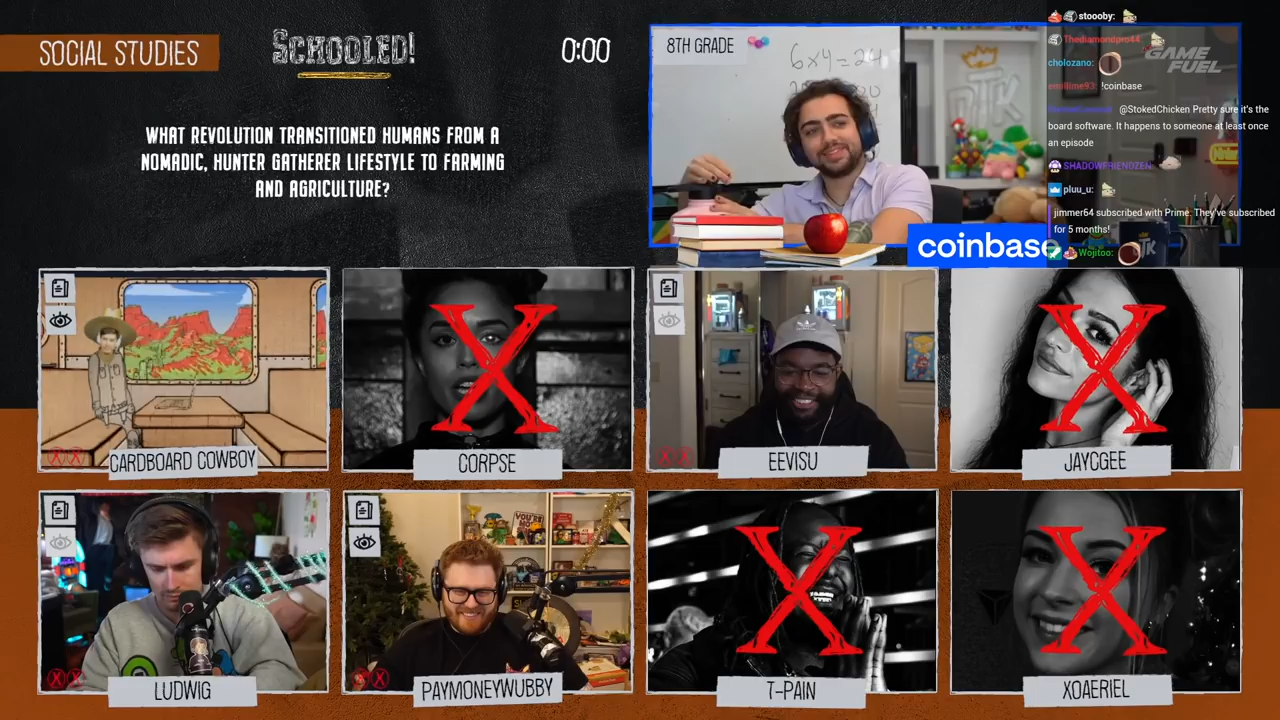 SOCIAL STUDIES
SCHOOLED!
0:00
WHAT REVOLUTION TRANSITIONED HUMANS FROM A
NOMADIC, HUNTER GATHERER LIFESTYLE TO FARMING
AND AGRICULTURE?
8TH GRADE
6x4=24
coinbase
GAME
FUEL
stoooby:
Thediamondpro44
cholozano:
emiilime93: !coinbase
@StokedChicken Pretty sure it's the
board software. It happens to someone at least once
an episode
SHADOWFRIENDZEN:
pluu_u:
jimmer64 subscribed with Prime. They've subscribed
for 5 months!
Wojitoo:
CARDBOARD COWBOY
CORPSE
EEVISU
JAYCGEE
LUDWIG
PAYMONEYWUBBY
T-PAIN
XOAERIEL